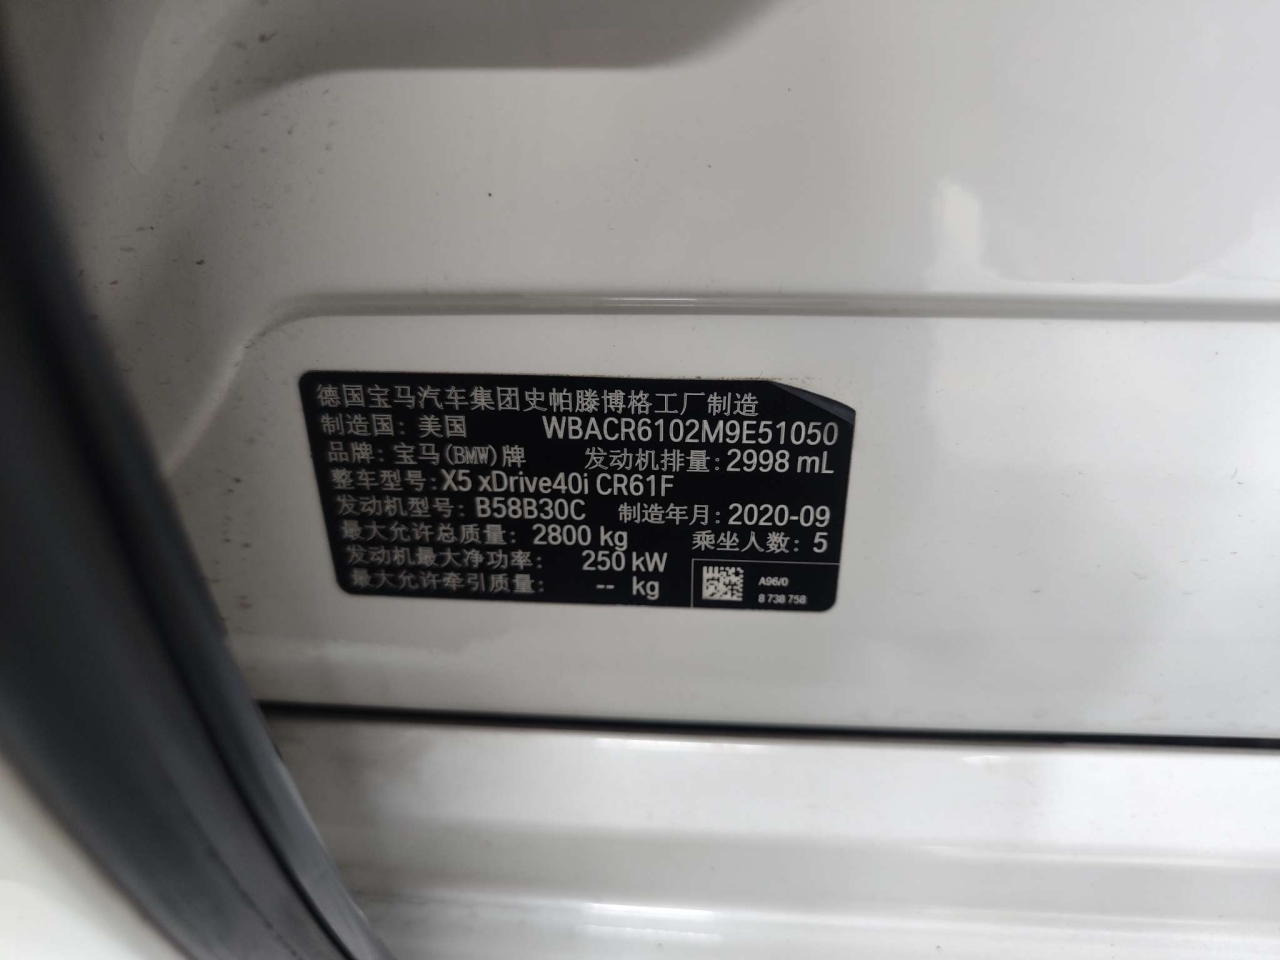 德国宝马汽车集团史帕滕博格工厂制造
制造国: 美国 WBACR6102M9E51050
品牌: 宝马(BMW)牌 发动机排量: 2998 mL
整车型号: X5 xDrive40i CR61F
发动机型号: B58B30C 制造年月: 2020-09
最大允许总质量: 2800 kg 乘坐人数: 5
发动机最大净功率: 250 kW
最大允许牵引质量: -- kg
A96/0
8 738 758